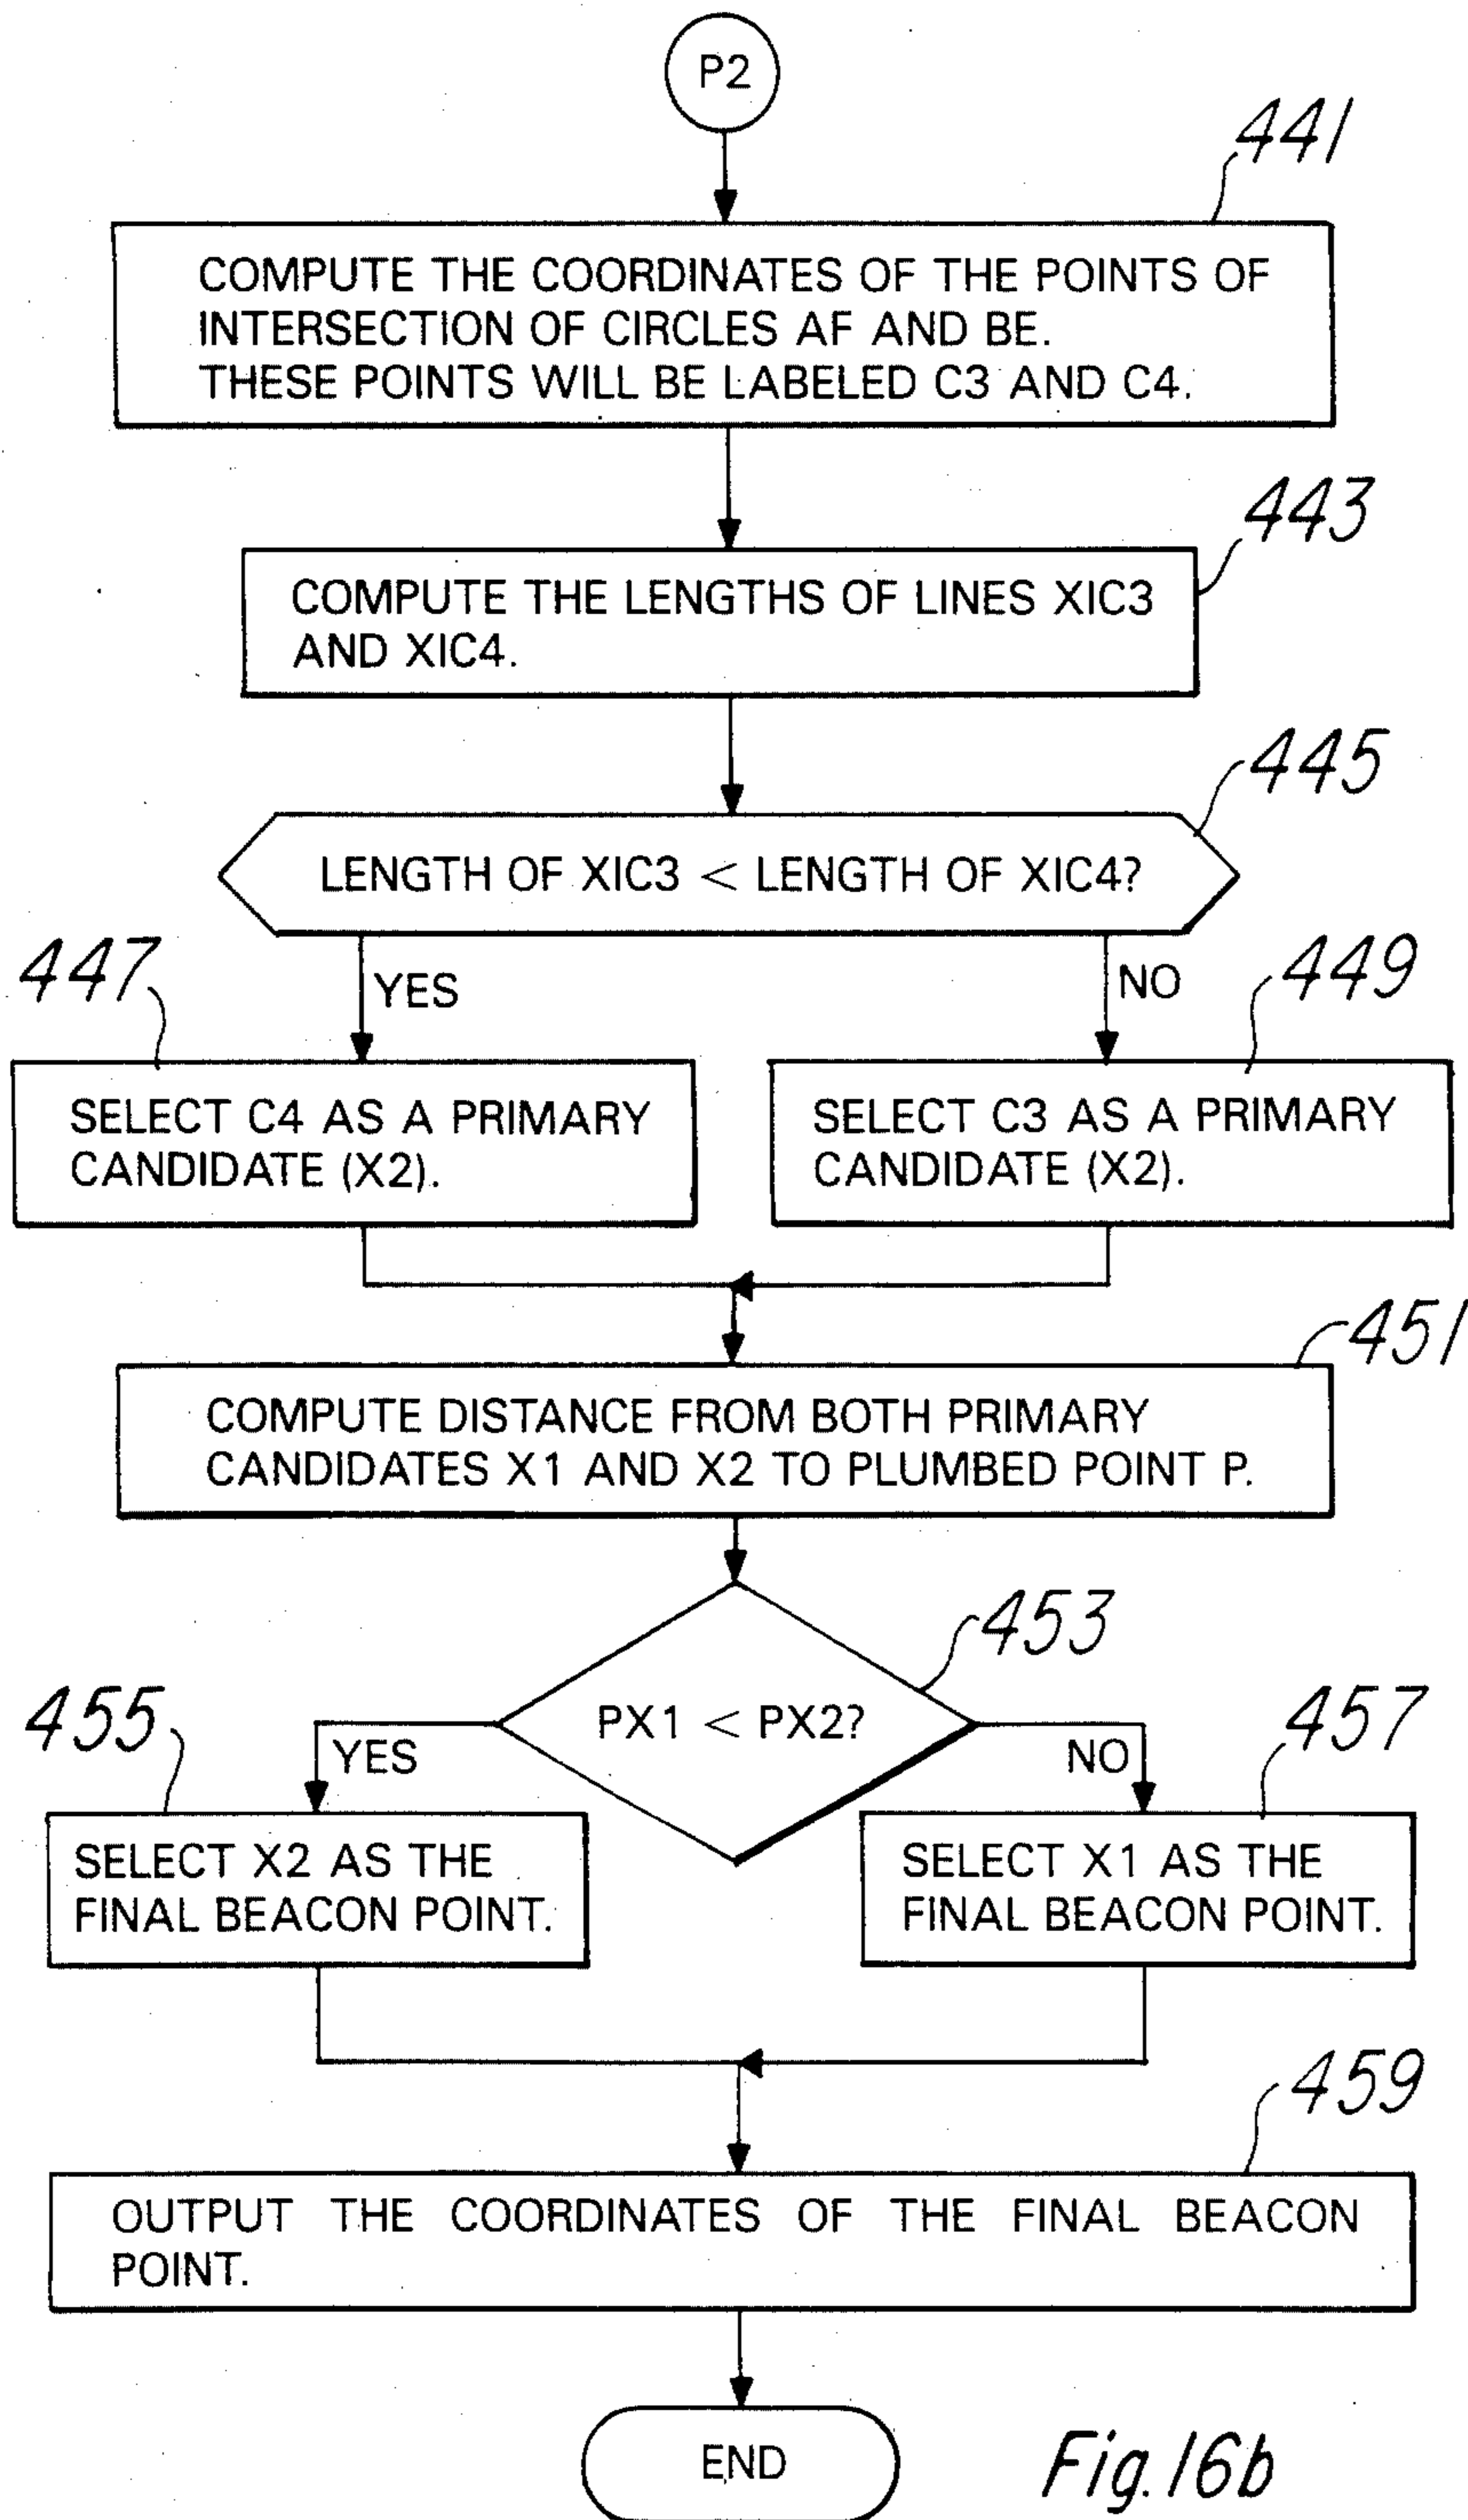 P2
441
COMPUTE THE COORDINATES OF THE POINTS OF
INTERSECTION OF CIRCLES AF AND BE.
THESE POINTS WILL BE LABELED C3 AND C4.
443
COMPUTE THE LENGTHS OF LINES XIC3
AND XIC4.
445
LENGTH OF XIC3 < LENGTH OF XIC4?
447
YES
NO
449
SELECT C4 AS A PRIMARY
CANDIDATE (X2).
SELECT C3 AS A PRIMARY
CANDIDATE (X2).
451
COMPUTE DISTANCE FROM BOTH PRIMARY
CANDIDATES X1 AND X2 TO PLUMBED POINT P.
453
PX1 < PX2?
455
YES
NO
457
SELECT X2 AS THE
FINAL BEACON POINT.
SELECT X1 AS THE
FINAL BEACON POINT.
459
OUTPUT THE COORDINATES OF THE FINAL BEACON
POINT.
END
Fig. 16b